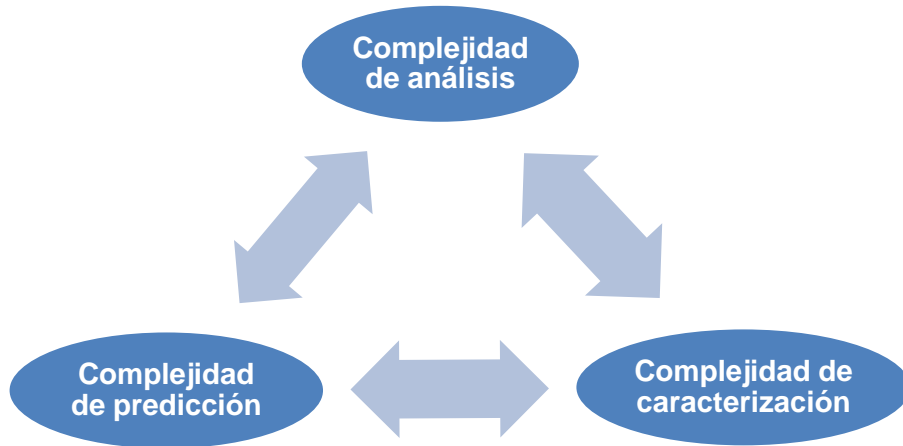 Complejidad
de análisis
Complejidad
de predicción
Complejidad de
caracterización